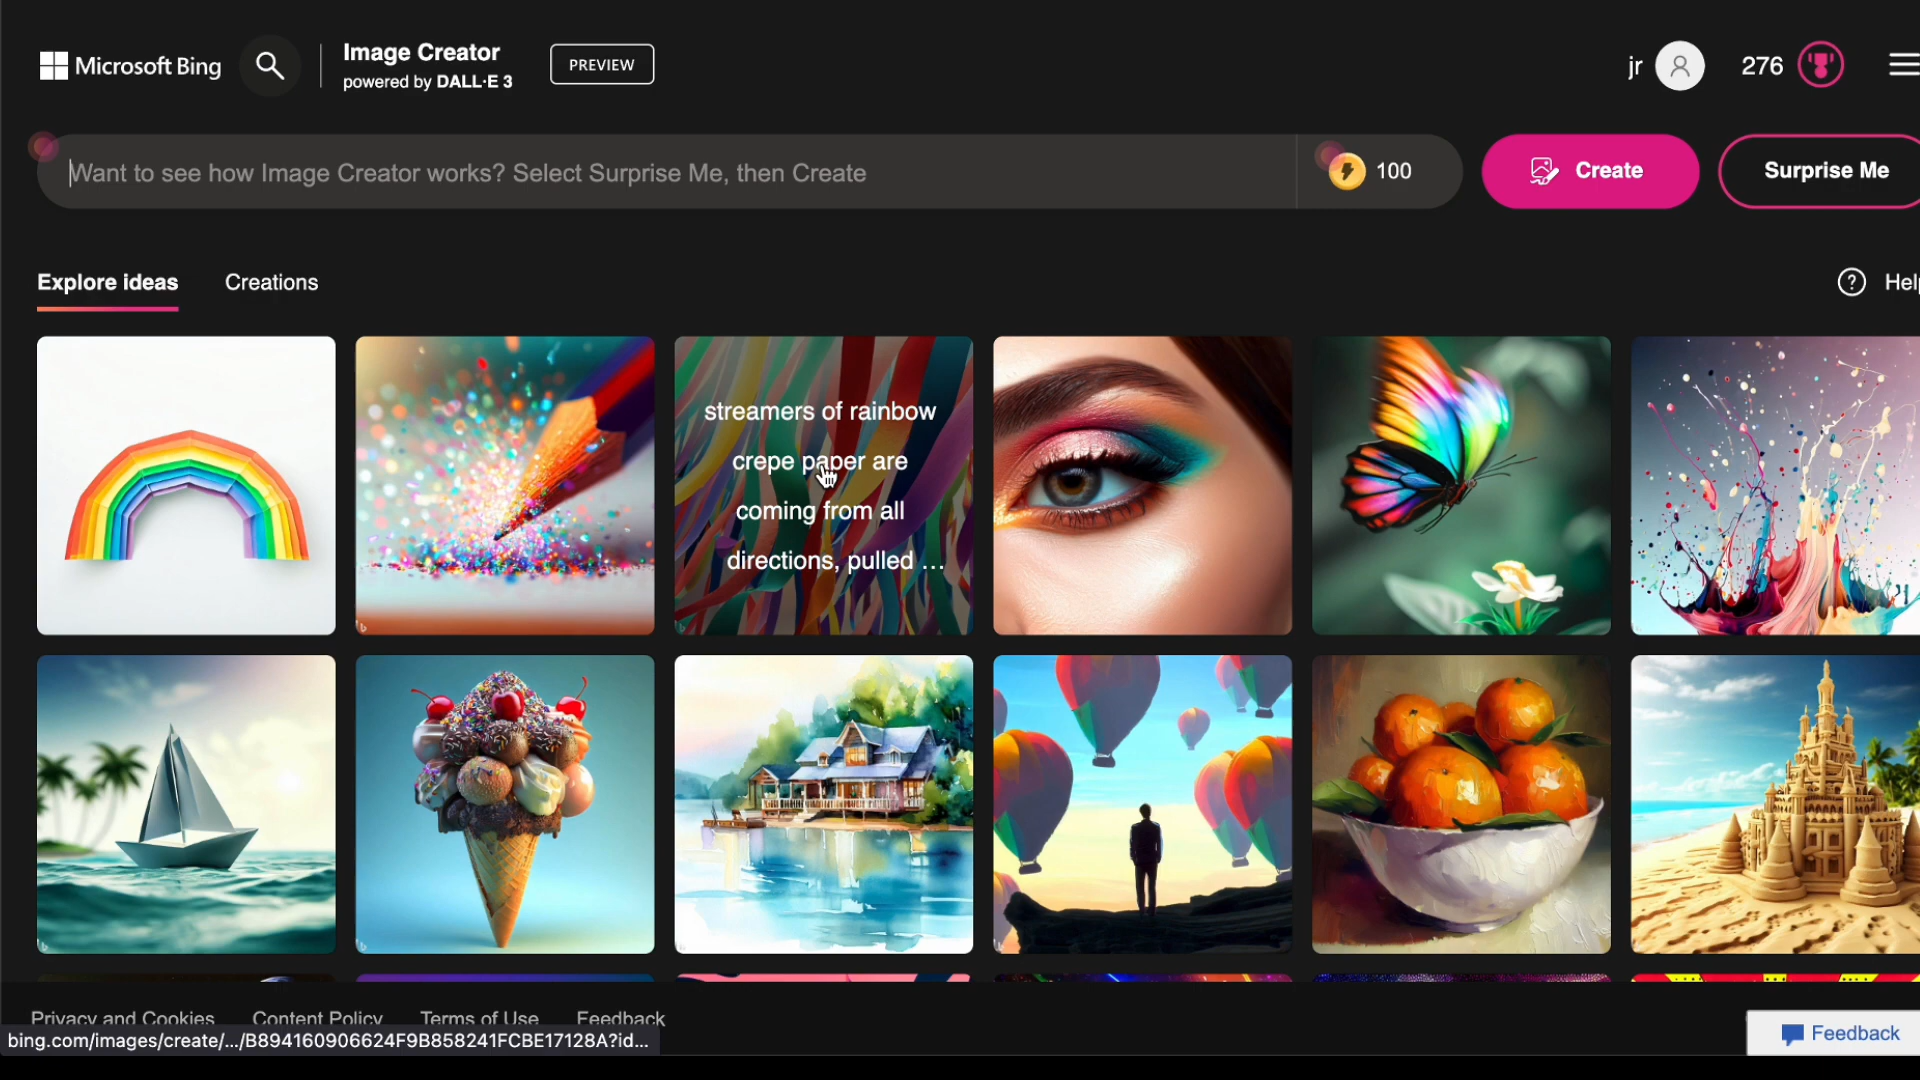 Microsoft Bing
Image Creator
powered by DALL·E 3
PREVIEW
jr
276
Want to see how Image Creator works? Select Surprise Me, then Create
100
Create
Surprise Me
Explore ideas
Creations
Help
streamers of rainbow
crepe paper are
coming from all
directions, pulled ...
Privacy and Cookies
Content Policy
Terms of Use
Feedback
bing.com/images/create/.../B894160906624F9B858241FCBE17128A?id...
Feedback